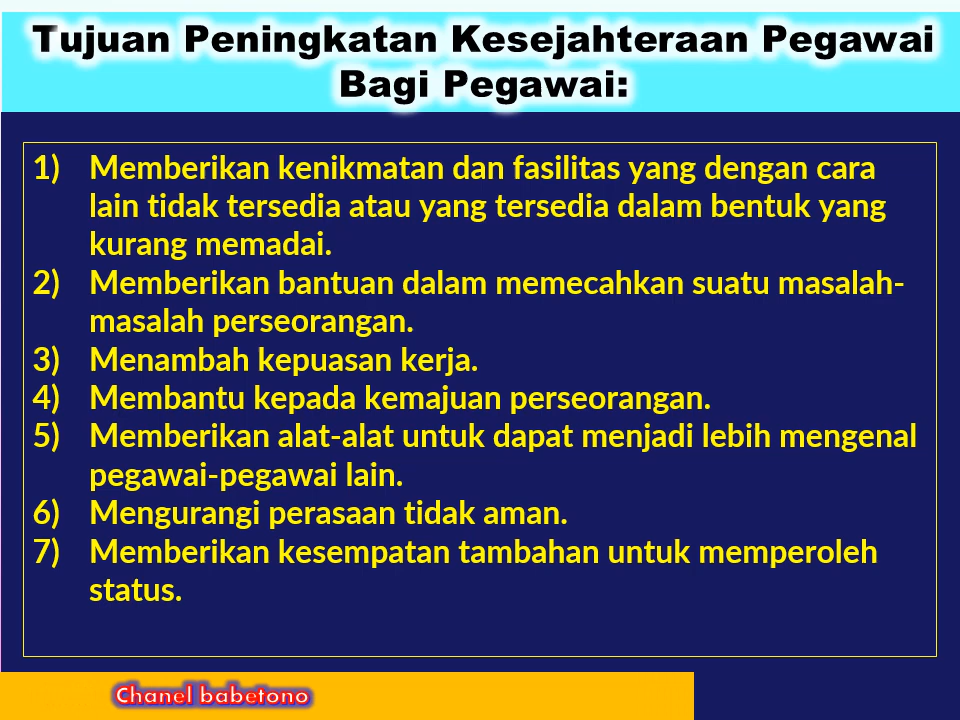 Tujuan Peningkatan Kesejahteraan Pegawai
Bagi Pegawai:
1) Memberikan kenikmatan dan fasilitas yang dengan cara
lain tidak tersedia atau yang tersedia dalam bentuk yang
kurang memadai.
2) Memberikan bantuan dalam memecahkan suatu masalah-
masalah perseorangan.
3) Menambah kepuasan kerja.
4) Membantu kepada kemajuan perseorangan.
5) Memberikan alat-alat untuk dapat menjadi lebih mengenal
pegawai-pegawai lain.
6) Mengurangi perasaan tidak aman.
7) Memberikan kesempatan tambahan untuk memperoleh
status.
Chanel babetono